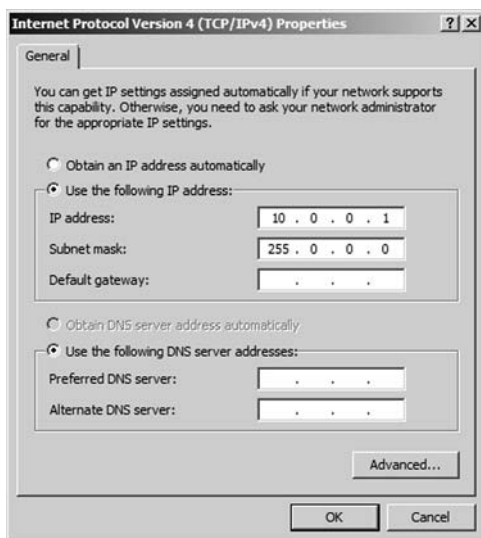 Internet Protocol Version 4 (TCP/IPv4) Properties ? ×
General
You can get IP settings assigned automatically if your network supports
this capability. Otherwise, you need to ask your network administrator
for the appropriate IP settings.
Obtain an IP address automatically
Use the following IP address:
IP address: 10 . 0 . 0 . 1
Subnet mask: 255 . 0 . 0 . 0
Default gateway: . . .
Obtain DNS server address automatically
Use the following DNS server addresses:
Preferred DNS server: . . .
Alternate DNS server: . . .
Advanced...
OK Cancel